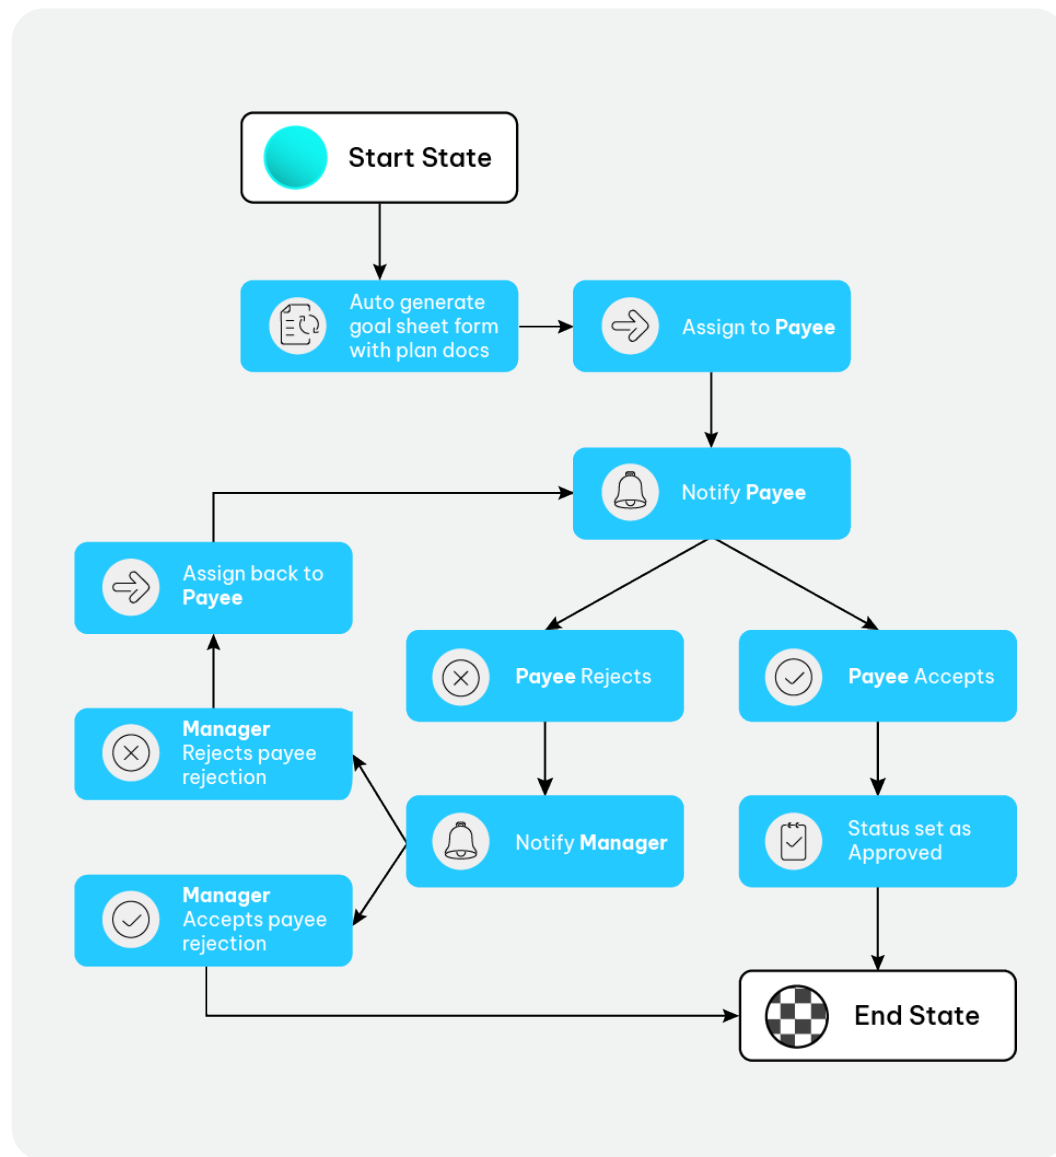 Start State
Auto generate
goal sheet form
with plan docs
Assign to Payee
Notify Payee
Assign back to
Payee
Payee Rejects
Payee Accepts
Manager
Rejects payee
rejection
Notify Manager
Status set as
Approved
Manager
Accepts payee
rejection
End State